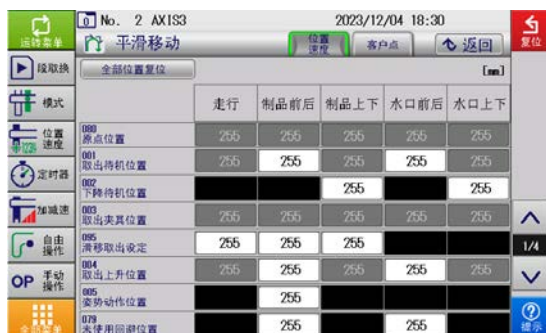 No. 2 AXIS3
2023/12/04 18:30
运转菜单
平滑移动
位置
速度
客户点
返回
复位
段取换
全部位置复位
[mm]
模式
走行 制品前后 制品上下 水口前后 水口上下
位置
速度
080
原点位置 255 255 255 255 255
001
取出待机位置 255 255 255 255 255
定时器
002
下降待机位置 255 255
加减速
003
取出夹具位置 255 255 255 255 255
自由
操作
095
滑移取出设定 255 255 255
1/4
004
取出上升位置 255 255 255 255 255
OP 手动
操作
005
姿势动作位置 255
079
未使用回避位置 255 255
全部菜单
提示